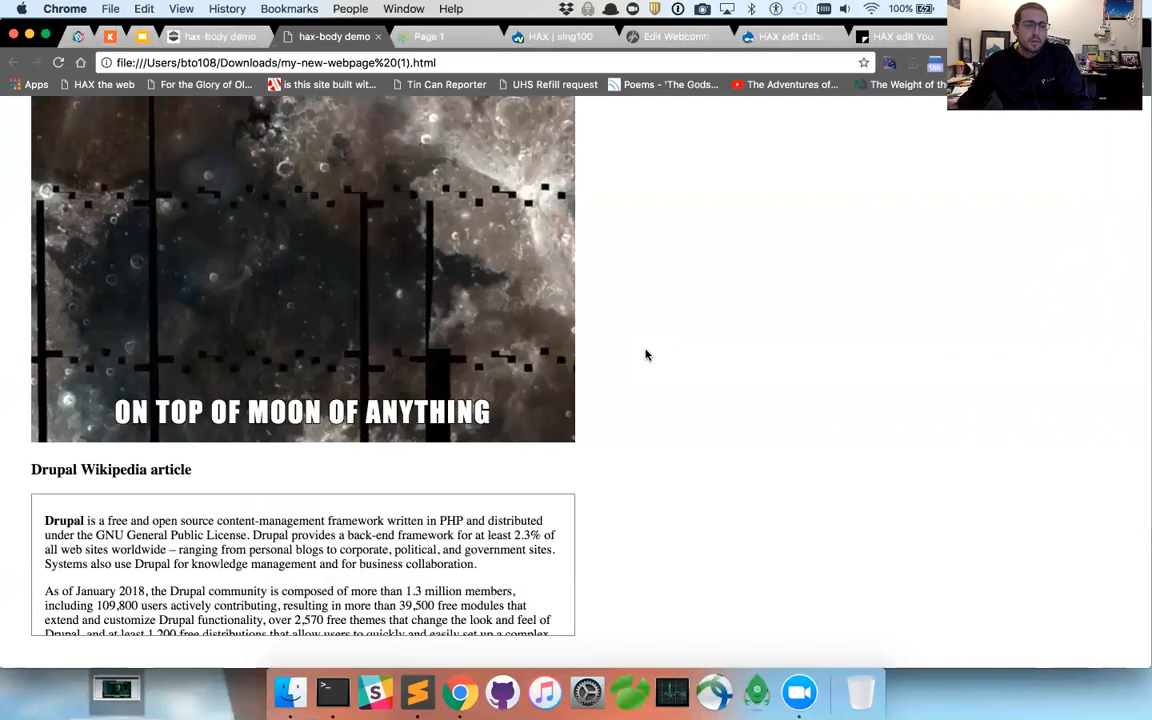 Chrome File Edit View History Bookmarks People Window Help 100%
hax-body demo hax-body demo × Page 1 HAX | sing100 Edit Webcom HAX edit dsfsc HAX edit You
file:///Users/bto108/Downloads/my-new-webpage%20(1).html
Apps HAX the web For the Glory of Ol... is this site built wit... Tin Can Reporter UHS Refill request Poems - 'The Gods... The Adventures of... The Weight of th
ON TOP OF MOON OF ANYTHING
Drupal Wikipedia article
Drupal is a free and open source content-management framework written in PHP and distributed
under the GNU General Public License. Drupal provides a back-end framework for at least 2.3% of
all web sites worldwide – ranging from personal blogs to corporate, political, and government sites.
Systems also use Drupal for knowledge management and for business collaboration.
As of January 2018, the Drupal community is composed of more than 1.3 million members,
including 109,800 users actively contributing, resulting in more than 39,500 free modules that
extend and customize Drupal functionality, over 2,570 free themes that change the look and feel of
Drupal, and at least 1,200 free distributions that allow users to quickly and easily set up a complex,